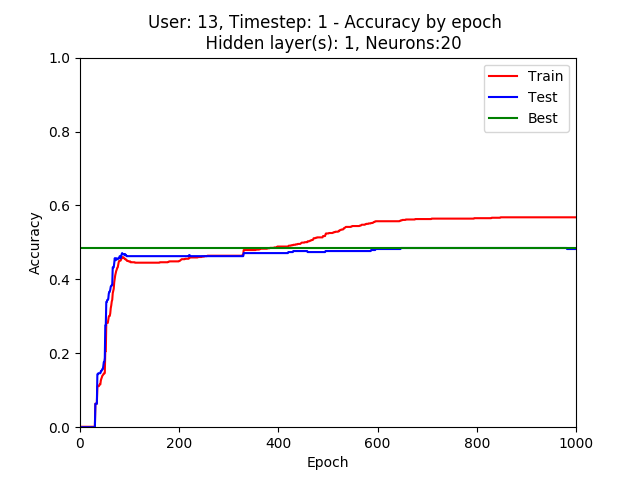 User: 13, Timestep: 1 - Accuracy by epoch
Hidden layer(s): 1, Neurons:20
1.0
0.8
0.6
0.4
0.2
0.0
Accuracy
Train
Test
Best
0 200 400 600 800 1000
Epoch